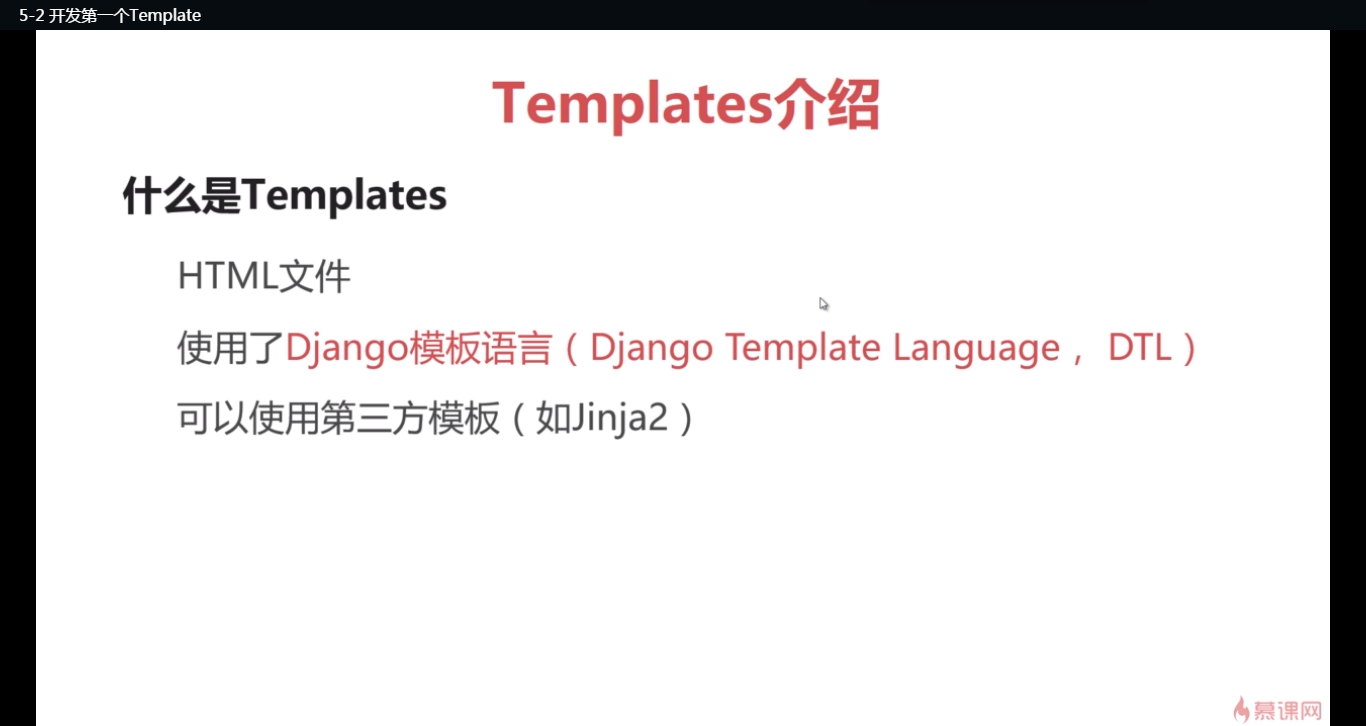 5-2 开发第一个Template
Templates介绍
什么是Templates
HTML文件
使用了Django模板语言（Django Template Language， DTL）
可以使用第三方模板（如Jinja2）
慕课网